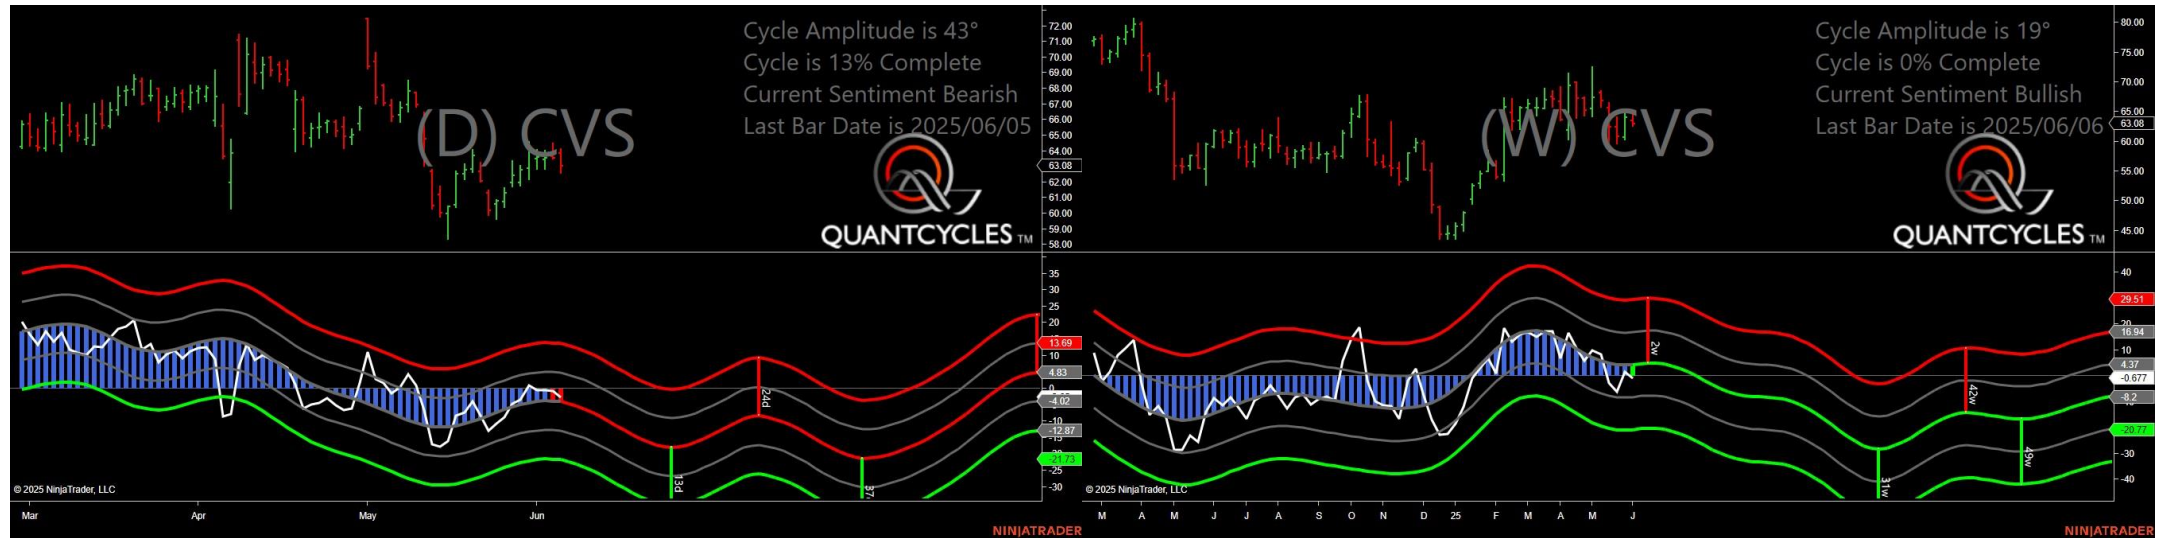 Cycle Amplitude is 43°
Cycle is 13% Complete
Current Sentiment Bearish
Last Bar Date is 2025/06/05
(D) CVS
QUANTCYCLES TM
72.00
71.00
70.00
69.00
68.00
67.00
66.00
65.00
64.00
63.08
62.00
61.00
60.00
59.00
58.00
35
30
25
20
13.69
10
4.83
0
-4.02
-10
-12.87
-15
-21.73
-25
-30
24d
13d
37
© 2025 NinjaTrader, LLC
Mar Apr May Jun
NINJATRADER
Cycle Amplitude is 19°
Cycle is 0% Complete
Current Sentiment Bullish
Last Bar Date is 2025/06/06
(W) CVS
QUANTCYCLES TM
80.00
75.00
70.00
65.00
63.08
60.00
55.00
50.00
45.00
40
29.51
20
16.94
10
4.37
-0.677
-8.2
-20.77
-30
-40
2w
42w
31w
49w
© 2025 NinjaTrader, LLC
M A M J J A S O N D 25 F M A M J
NINJATRADER